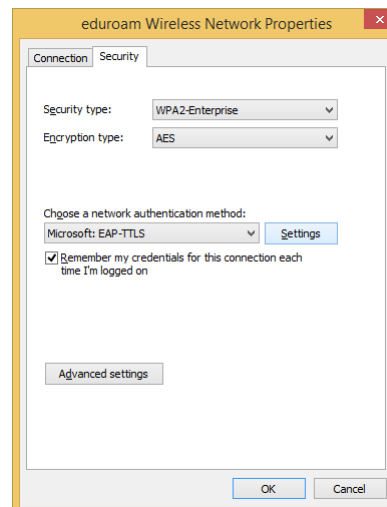 eduroam Wireless Network Properties
Connection Security
Security type: WPA2-Enterprise
Encryption type: AES
Choose a network authentication method:
Microsoft: EAP-TTLS Settings
Remember my credentials for this connection each
time I'm logged on
Advanced settings
OK Cancel